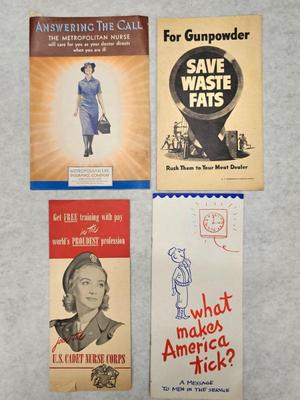 ANSWERING THE CALL
THE METROPOLITAN NURSE
will care for you as your doctor directs
when you are ill
METROPOLITAN LIFE
INSURANCE COMPANY
For Gunpowder
SAVE
WASTE
FATS
Rush Them to Your Meat Dealer
Get FREE training with pay
in the
world's PROUDEST profession
join the
U.S. CADET NURSE CORPS
what
makes
America
tick?
A MESSAGE
TO MEN IN THE SERVICE